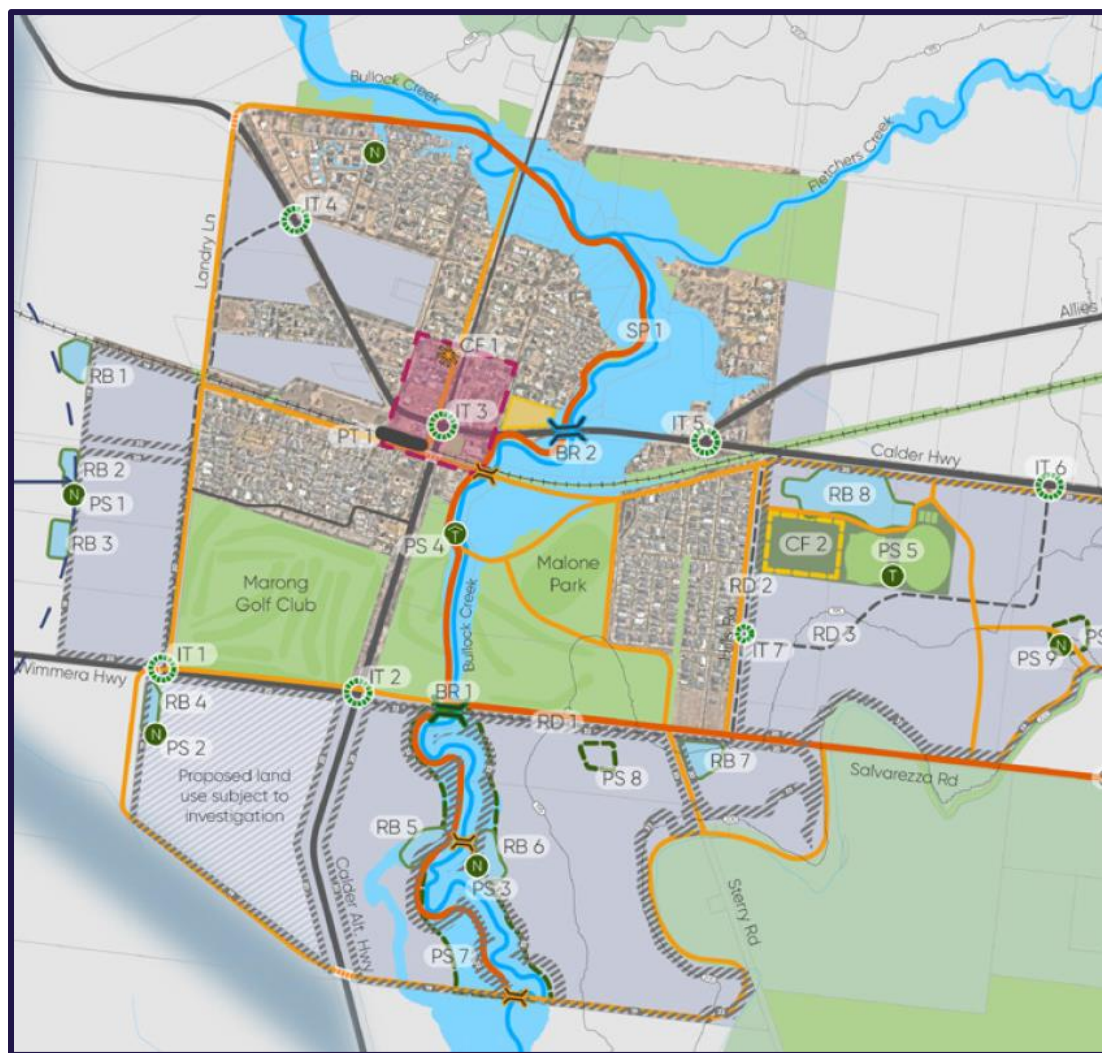 Bullock Creek
Fletchers Creek
N
IT 4
Landry Ln
SP 1
Allies
CF 1
RB 1
IT 3
IT 5
PT 1
BR 2
Calder Hwy
IT 6
RB 2
N
PS 1
RB 8
RB 3
PS 4
T
CF 2
PS 5
T
Marong
Golf Club
Malone
Park
RD 2
Bullock Creek
RD 3
IT 7
PS 9
N
PS
Wimmera Hwy
IT 1
IT 2
BR 1
RD 1
RB 4
N
PS 2
PS 8
RB 7
Salvarezza Rd
Proposed land
use subject to
investigation
RB 5
RB 6
N
PS 3
Calder Alt. Hwy
Sterry Rd
PS 7